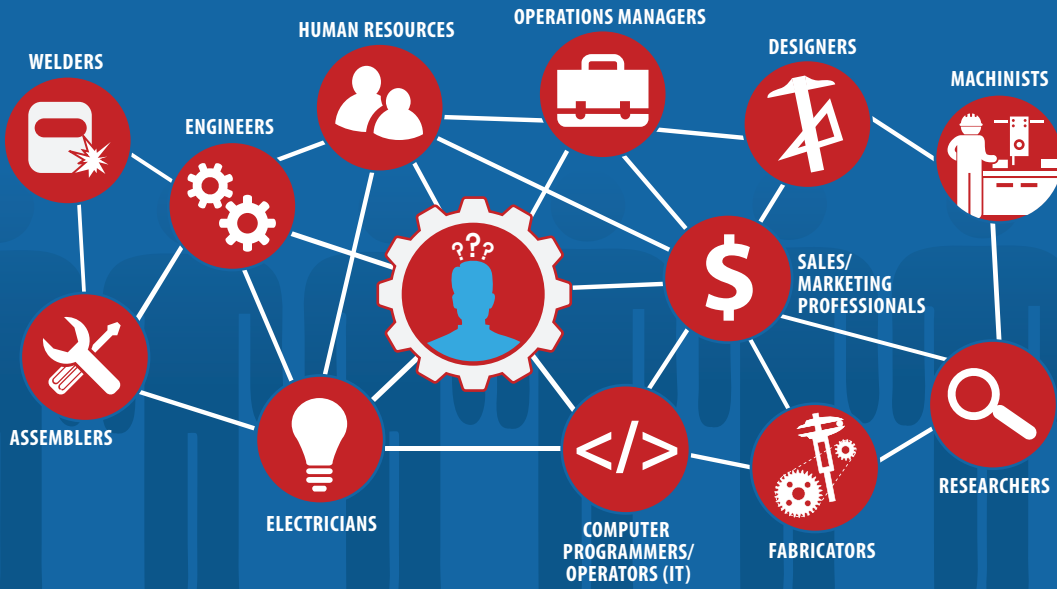 OPERATIONS MANAGERS
HUMAN RESOURCES
DESIGNERS
WELDERS
MACHINISTS
ENGINEERS
???
$
SALES/
MARKETING
PROFESSIONALS
</>
ASSEMBLERS
RESEARCHERS
ELECTRICIANS
COMPUTER
PROGRAMMERS/
OPERATORS (IT)
FABRICATORS